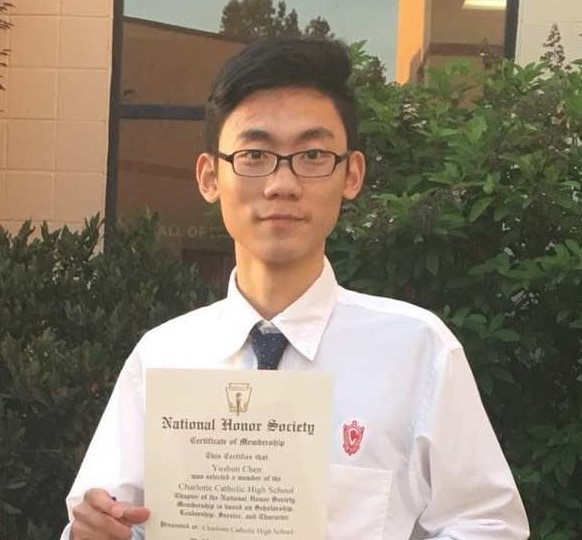 ALL OF
National Honor Society
Certificate of Membership
This Certifies that
Yushun Chen
was selected a member of the
Charlotte Catholic High School
Chapter of the National Honor Society
Membership is based on Scholarship,
Leadership, Service, and Character
Presented at: Charlotte Catholic High School